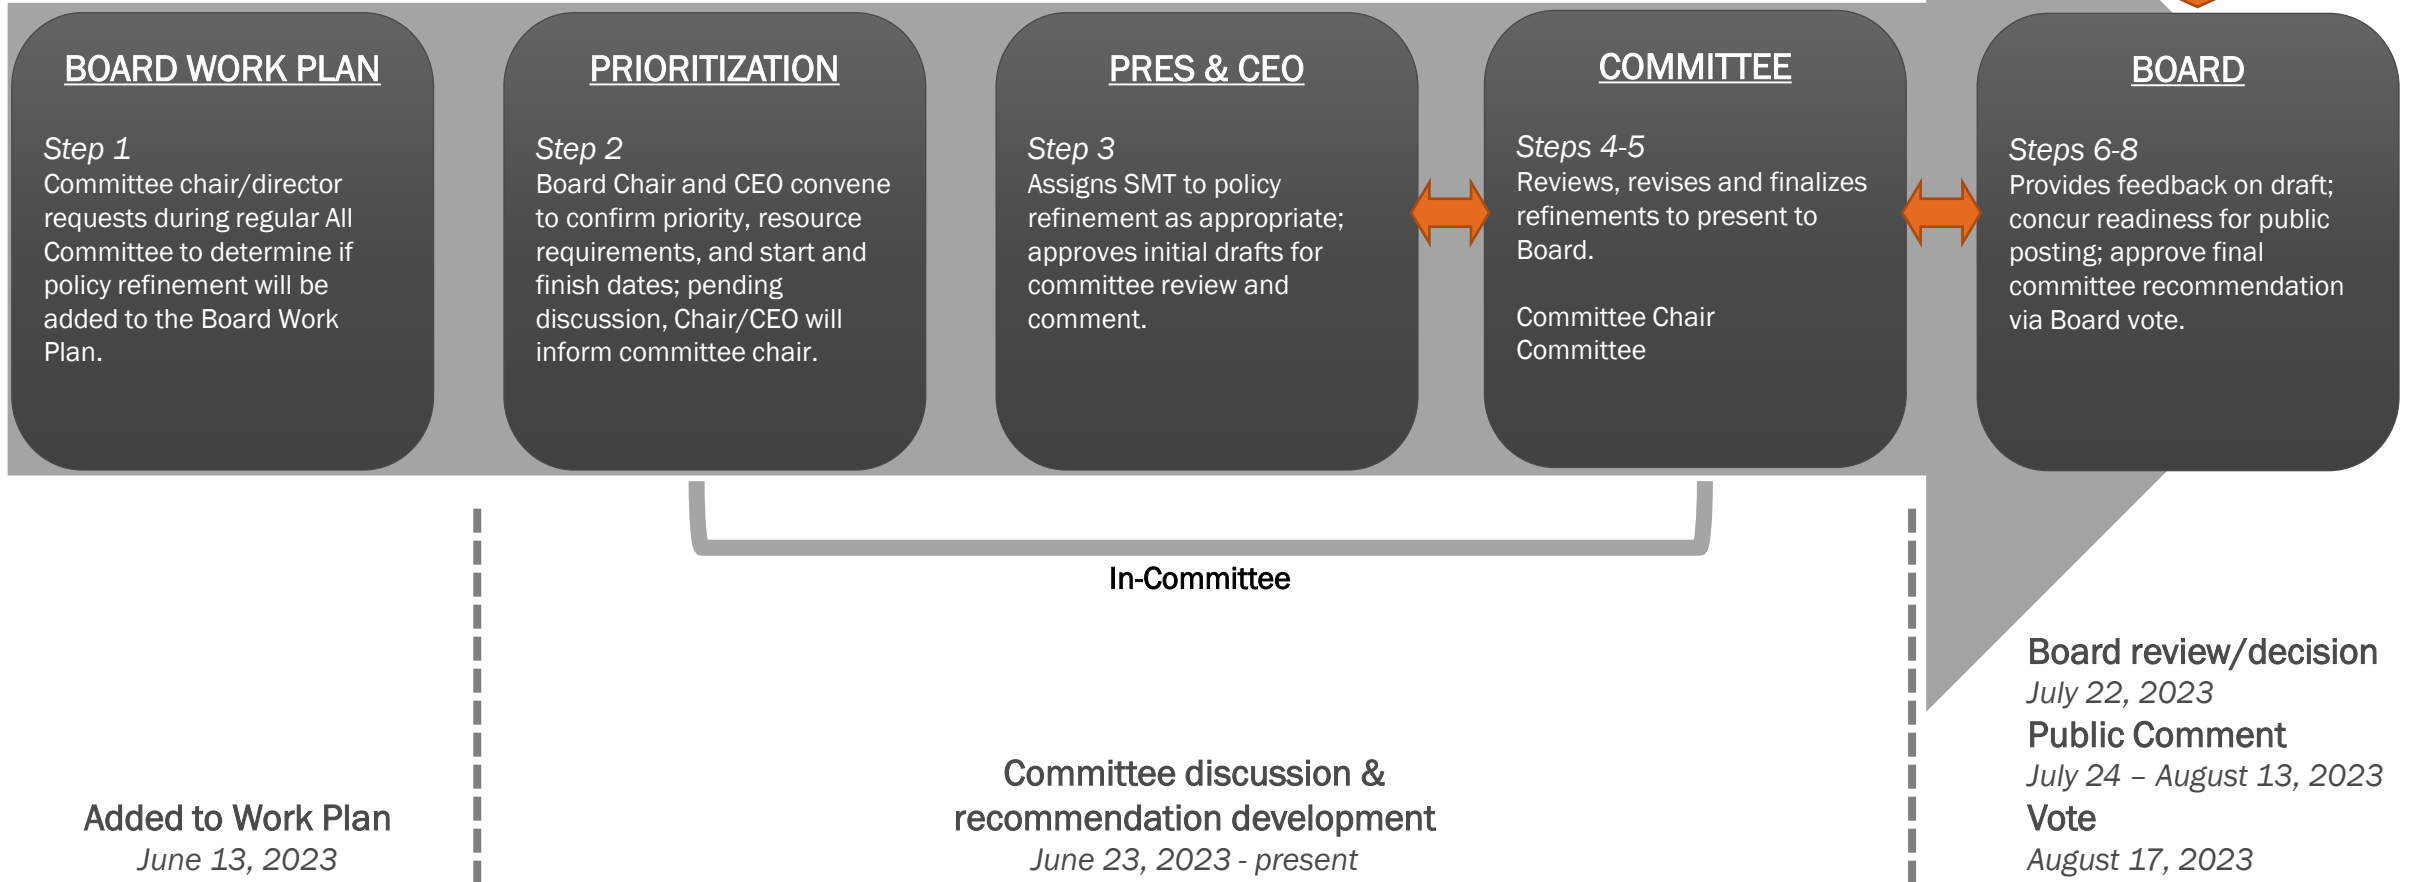 BOARD WORK PLAN
Step 1
Committee chair/director
requests during regular All
Committee to determine if
policy refinement will be
added to the Board Work
Plan.
PRIORITIZATION
Step 2
Board Chair and CEO convene
to confirm priority, resource
requirements, and start and
finish dates; pending
discussion, Chair/CEO will
inform committee chair.
PRES & CEO
Step 3
Assigns SMT to policy
refinement as appropriate;
approves initial drafts for
committee review and
comment.
COMMITTEE
Steps 4-5
Reviews, revises and finalizes
refinements to present to
Board.
Committee Chair
Committee
BOARD
Steps 6-8
Provides feedback on draft;
concur readiness for public
posting; approve final
committee recommendation
via Board vote.
In-Committee
Added to Work Plan
June 13, 2023
Committee discussion &
recommendation development
June 23, 2023 - present
Board review/decision
July 22, 2023
Public Comment
July 24 – August 13, 2023
Vote
August 17, 2023